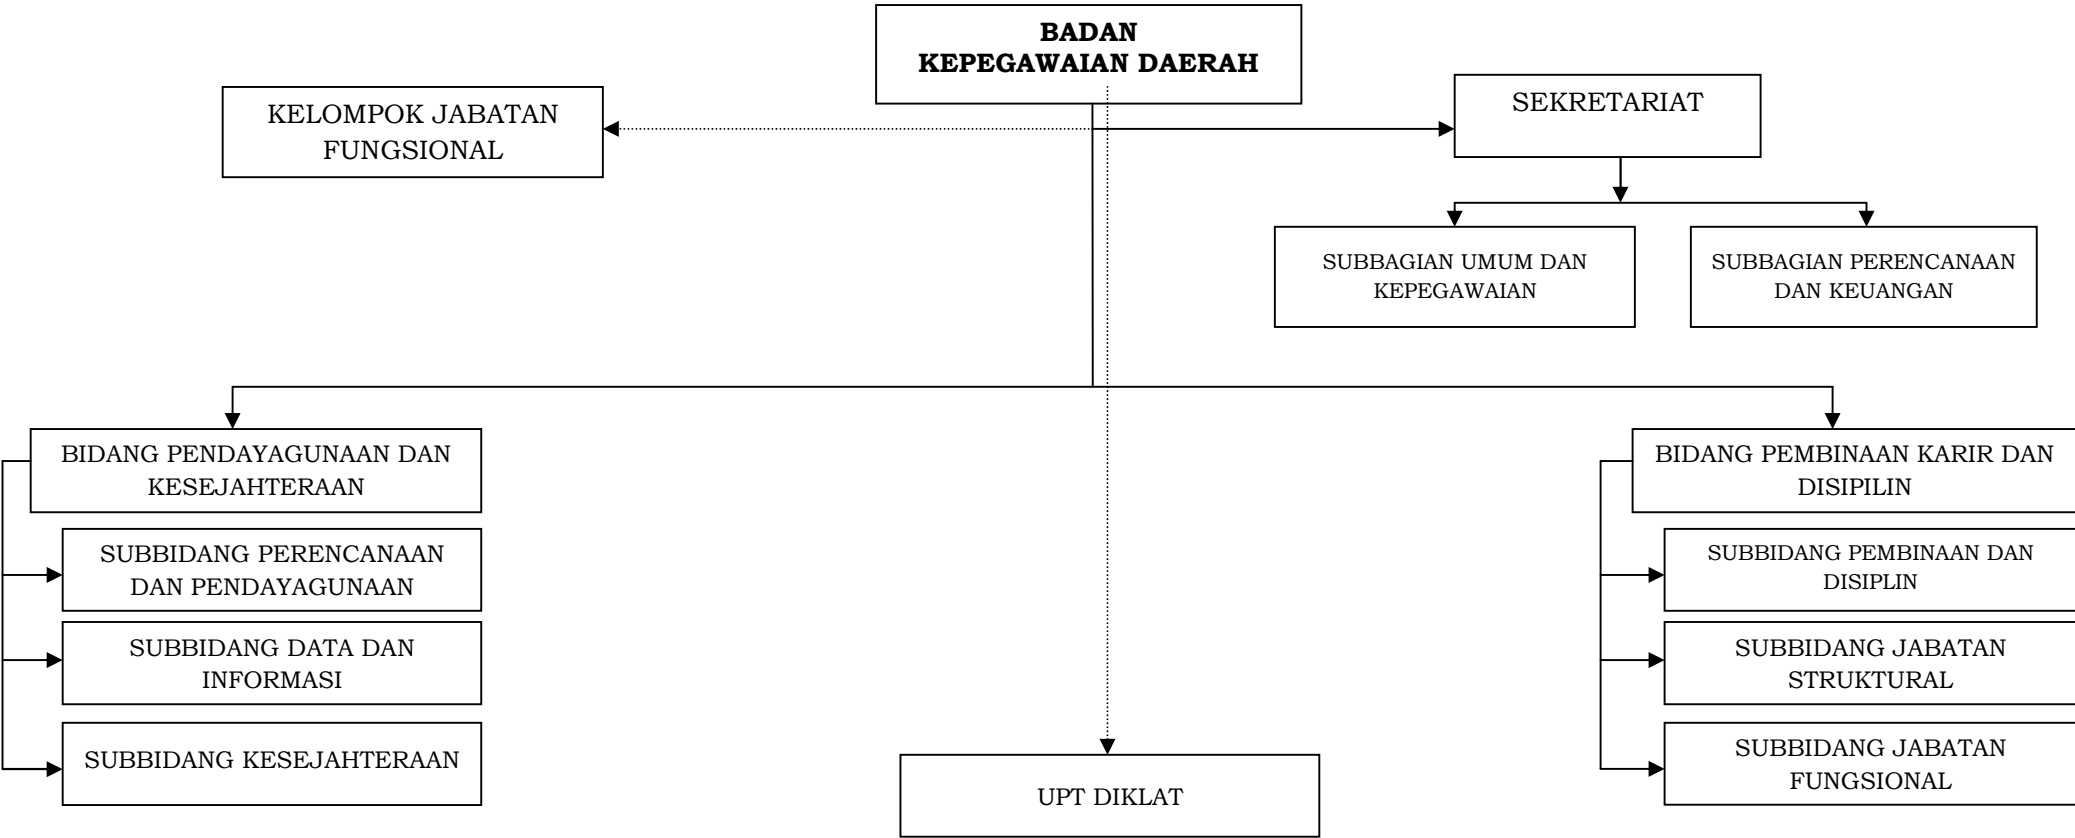 BADAN
KEPEGAWAIAN DAERAH
KELOMPOK JABATAN
FUNGSIONAL
SEKRETARIAT
SUBBAGIAN UMUM DAN
KEPEGAWAIAN
SUBBAGIAN PERENCANAAN
DAN KEUANGAN
BIDANG PENDAYAGUNAAN DAN
KESEJAHTERAAN
SUBBIDANG PERENCANAAN
DAN PENDAYAGUNAAN
SUBBIDANG DATA DAN
INFORMASI
SUBBIDANG KESEJAHTERAAN
UPT DIKLAT
BIDANG PEMBINAAN KARIR DAN
DISIPILIN
SUBBIDANG PEMBINAAN DAN
DISIPLIN
SUBBIDANG JABATAN
STRUKTURAL
SUBBIDANG JABATAN
FUNGSIONAL